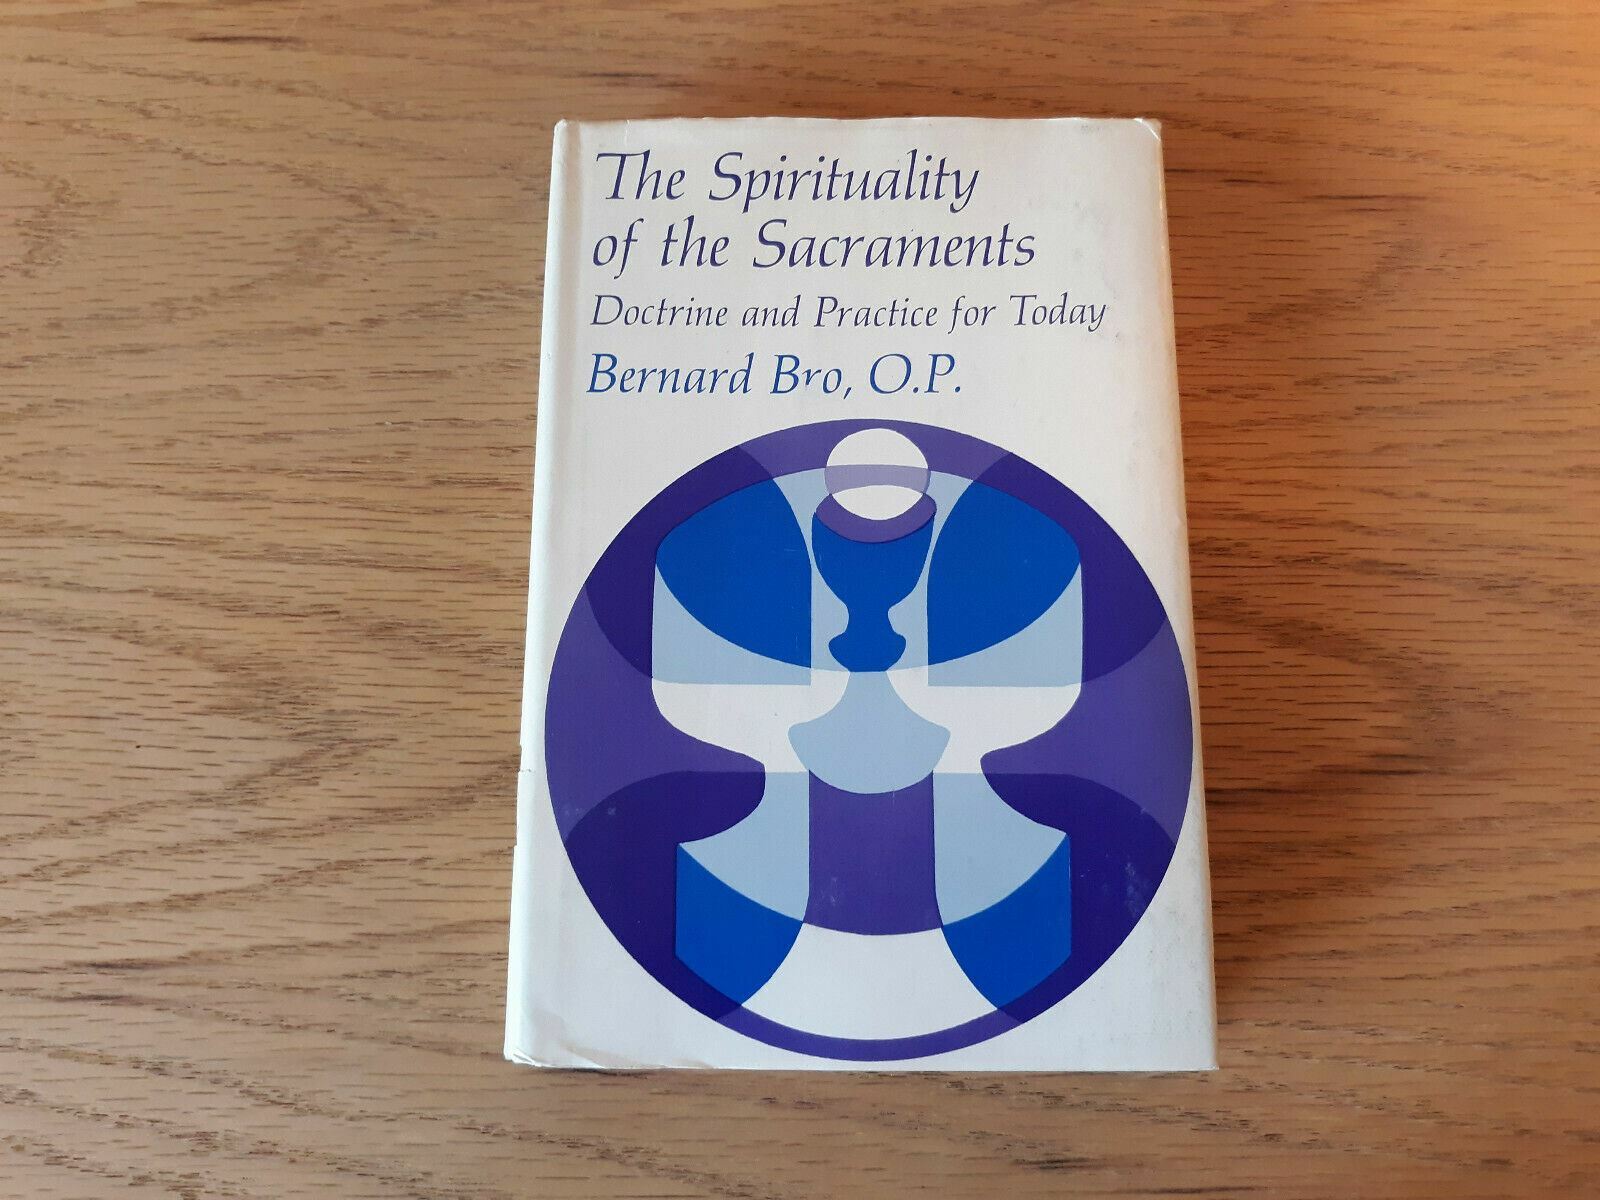 The Spirituality
of the Sacraments
Doctrine and Practice for Today
Bernard Bro, O.P.